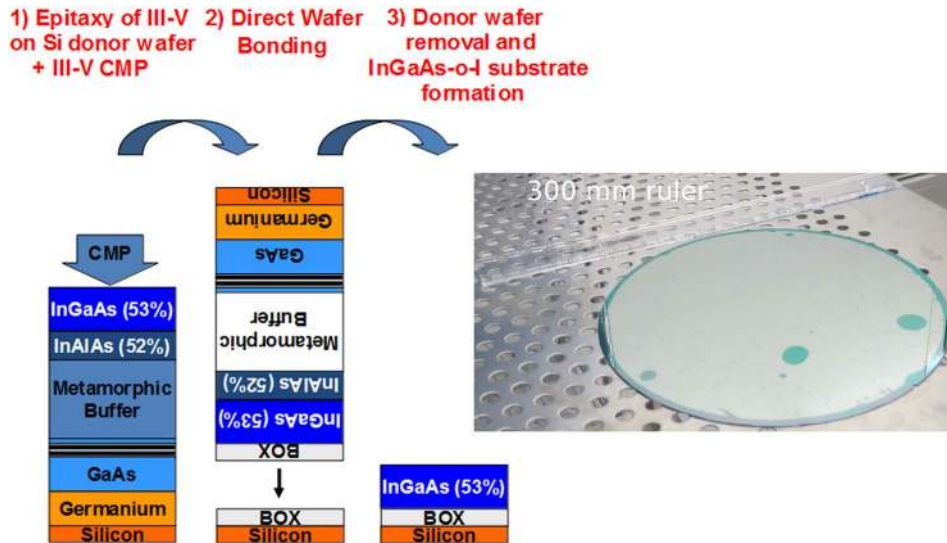 1) Epitaxy of III-V
on Si donor wafer
+ III-V CMP
2) Direct Wafer
Bonding
3) Donor wafer
removal and
InGaAs-o-I substrate
formation
CMP
InGaAs (53%)
InAlAs (52%)
Metamorphic
Buffer
GaAs
Germanium
Silicon
Silicon
Germanium
GaAs
Metamorphic
Buffer
InAlAs (52%)
InGaAs (53%)
BOX
BOX
Silicon
InGaAs (53%)
BOX
Silicon
300 mm ruler